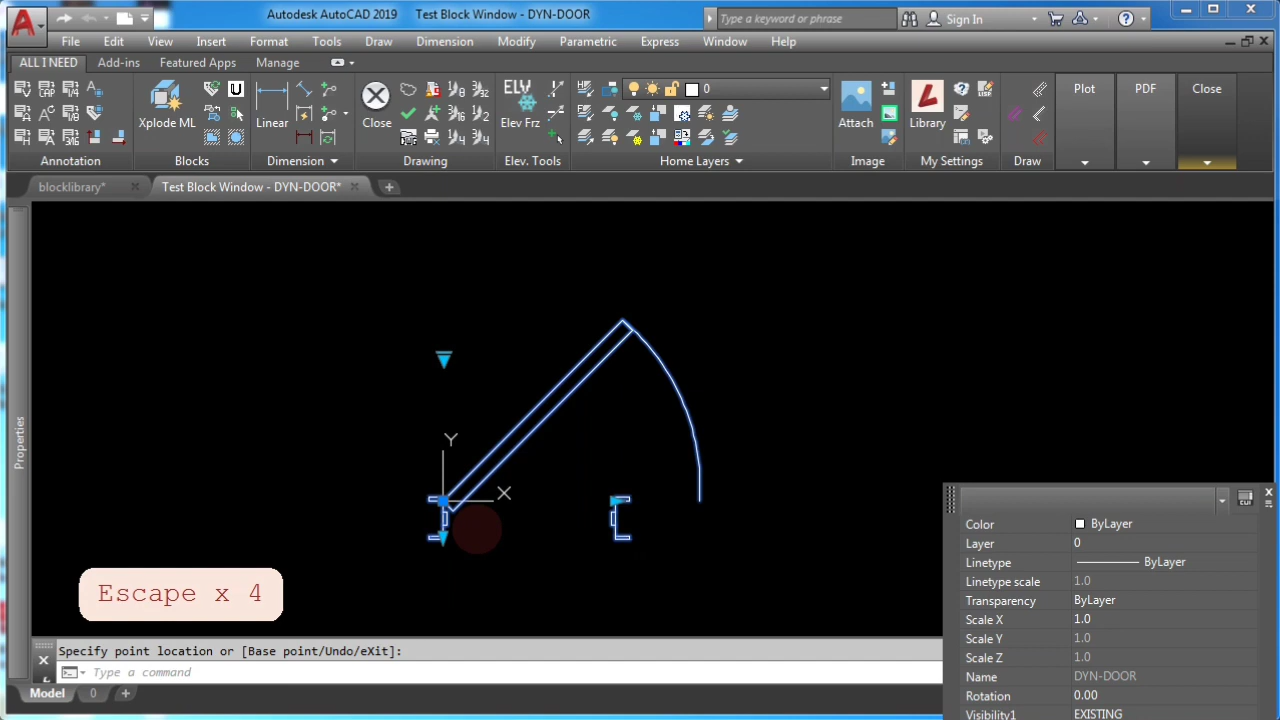 Autodesk AutoCAD 2019 Test Block Window - DYN-DOOR
Type a keyword or phrase
Sign In
File Edit View Insert Format Tools Draw Dimension Modify Parametric Express Window Help
ALL I NEED Add-ins Featured Apps Manage
Xplode ML
Linear
Close
ELV
Elev Frz
0
Attach
Library
Plot
PDF
Close
Annotation Blocks Dimension Drawing Elev. Tools Home Layers Image My Settings Draw
blocklibrary*
Test Block Window - DYN-DOOR*
Properties
Y
X
Escape x 4
Color ByLayer
Layer 0
Linetype ByLayer
Linetype scale 1.0
Transparency ByLayer
Scale X 1.0
Scale Y 1.0
Scale Z 1.0
Name DYN-DOOR
Rotation 0.00
Visibility1 EXISTING
Specify point location or [Base point/Undo/eXit]:
Type a command
Model 0